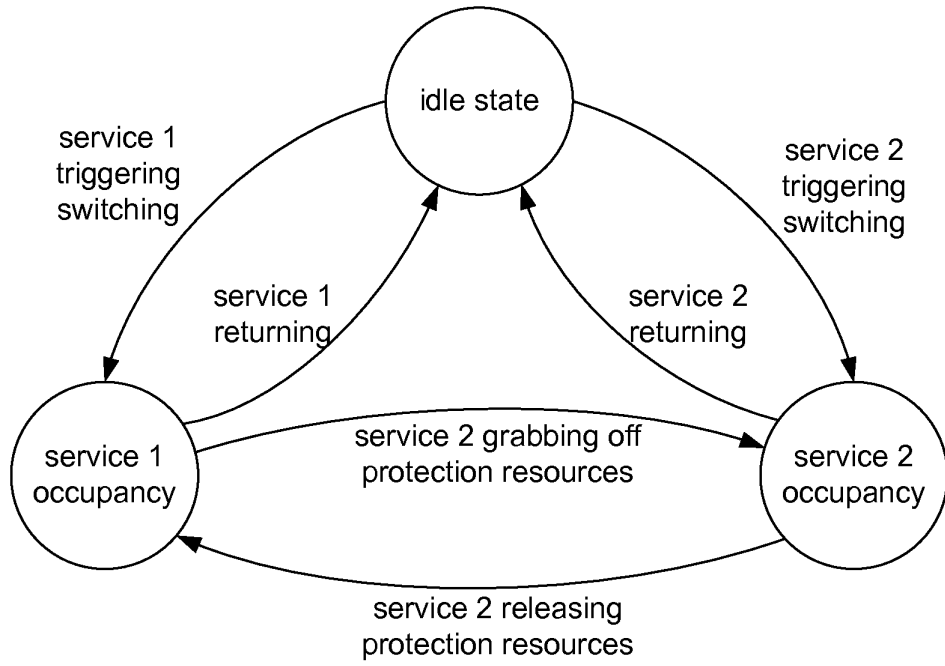 idle state
service 1
triggering
switching
service 2
triggering
switching
service 1
returning
service 2
returning
service 1
occupancy
service 2 grabbing off
protection resources
service 2
occupancy
service 2 releasing
protection resources